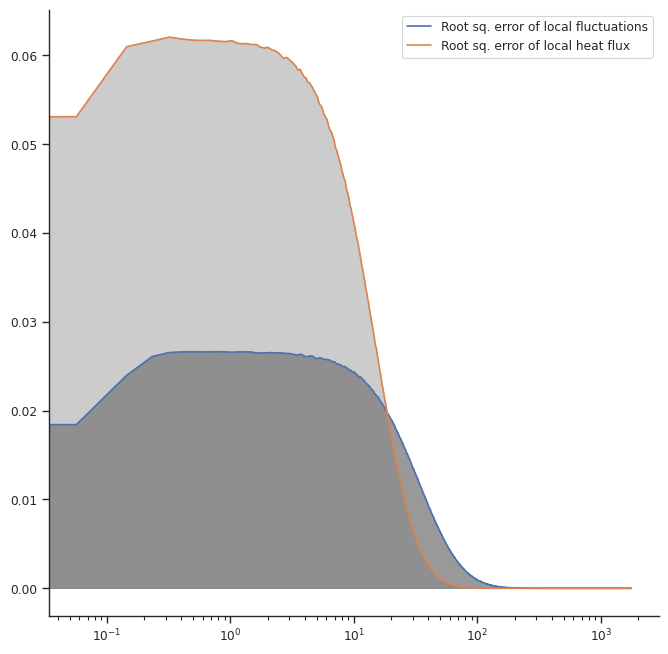 Root sq. error of local fluctuations
Root sq. error of local heat flux
0.06
0.05
0.04
0.03
0.02
0.01
0.00
10⁻¹ 10⁰ 10¹ 10² 10³